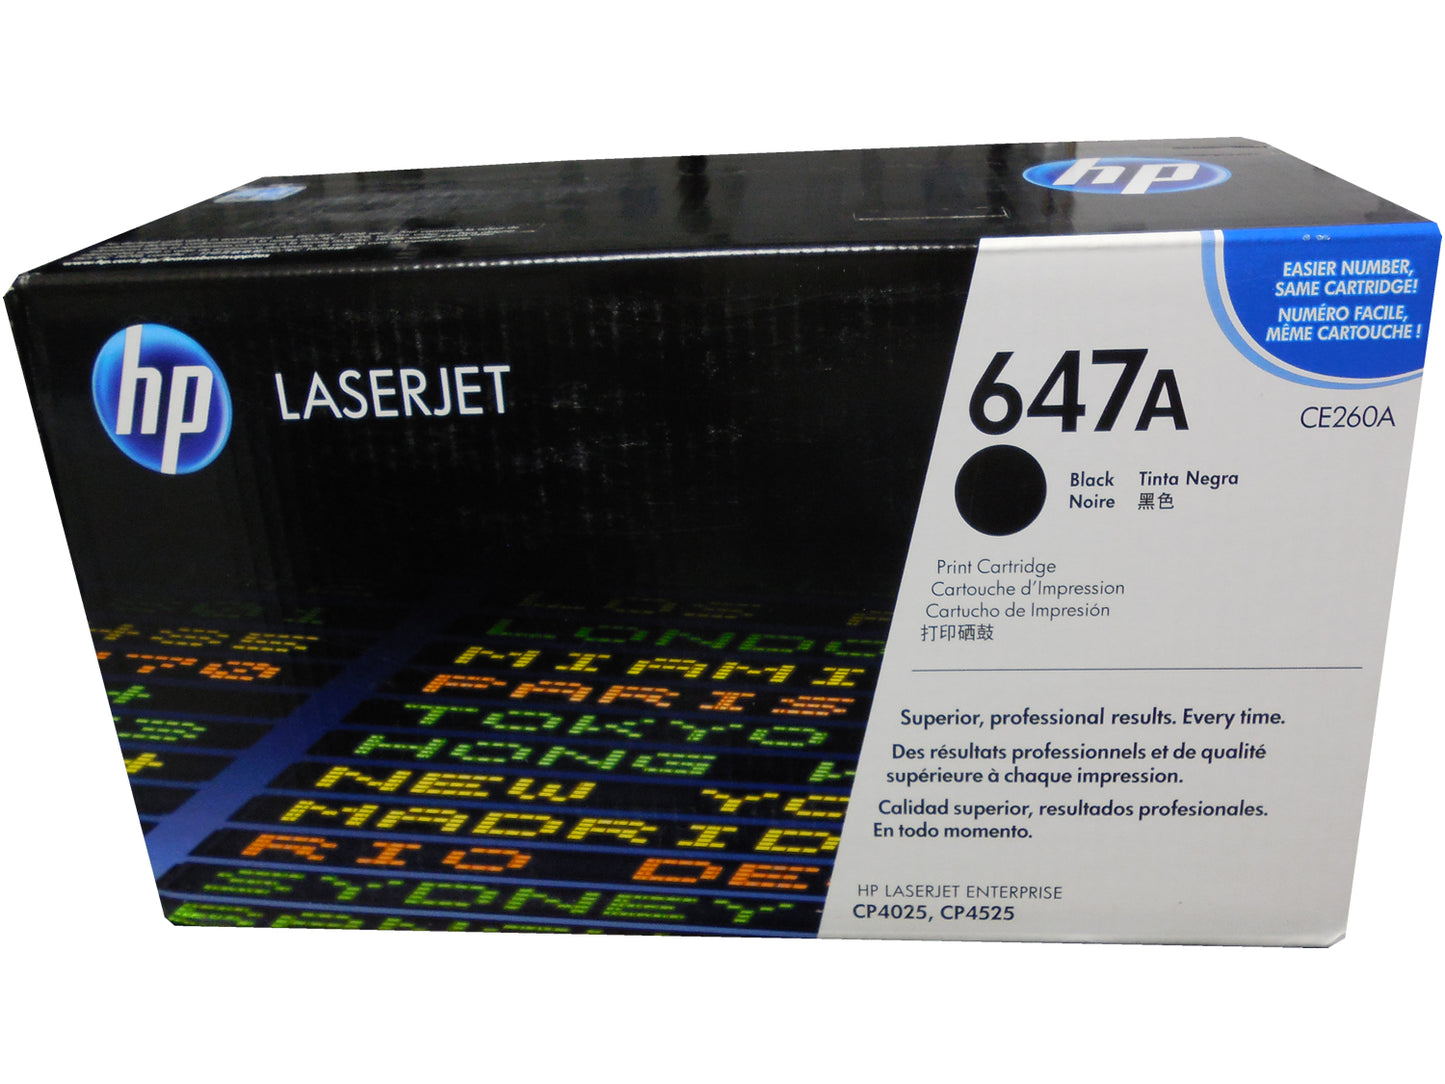 hp
hp
LASERJET
EASIER NUMBER,
SAME CARTRIDGE!
NUMÉRO FACILE,
MÊME CARTOUCHE !
647A
CE260A
Black Tinta Negra
Noire 黑色
Print Cartridge
Cartouche d'Impression
Cartucho de Impresión
打印硒鼓
Superior, professional results. Every time.
Des résultats professionnels et de qualité
supérieure à chaque impression.
Calidad superior, resultados profesionales.
En todo momento.
HP LASERJET ENTERPRISE
CP4025, CP4525
LONDO
MIAMI
PARIS
TOKYO
HONG K
NEW YO
MADRID
RIO DE
SYDNEY